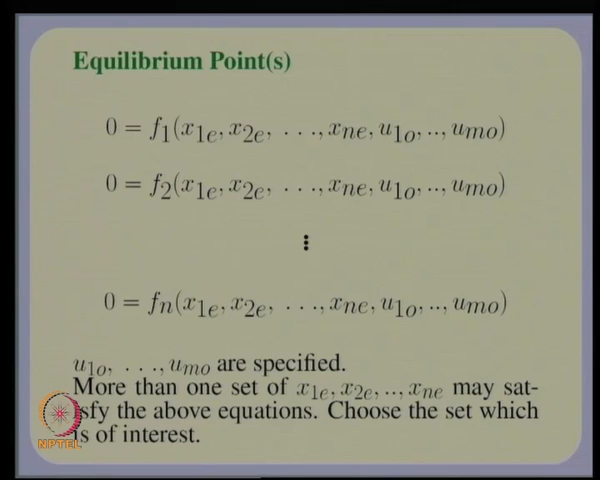 Equilibrium Point(s)
0 = f₁(x₁ₑ, x₂ₑ, . . ., xₙₑ, u₁ₒ, .., uₘₒ)
0 = f₂(x₁ₑ, x₂ₑ, . . ., xₙₑ, u₁ₒ, .., uₘₒ)
⋮
0 = fₙ(x₁ₑ, x₂ₑ, . . ., xₙₑ, u₁ₒ, .., uₘₒ)
u₁ₒ, . . ., uₘₒ are specified.
More than one set of x₁ₑ, x₂ₑ, .., xₙₑ may sat-
isfy the above equations. Choose the set which
is of interest.
NPTEL